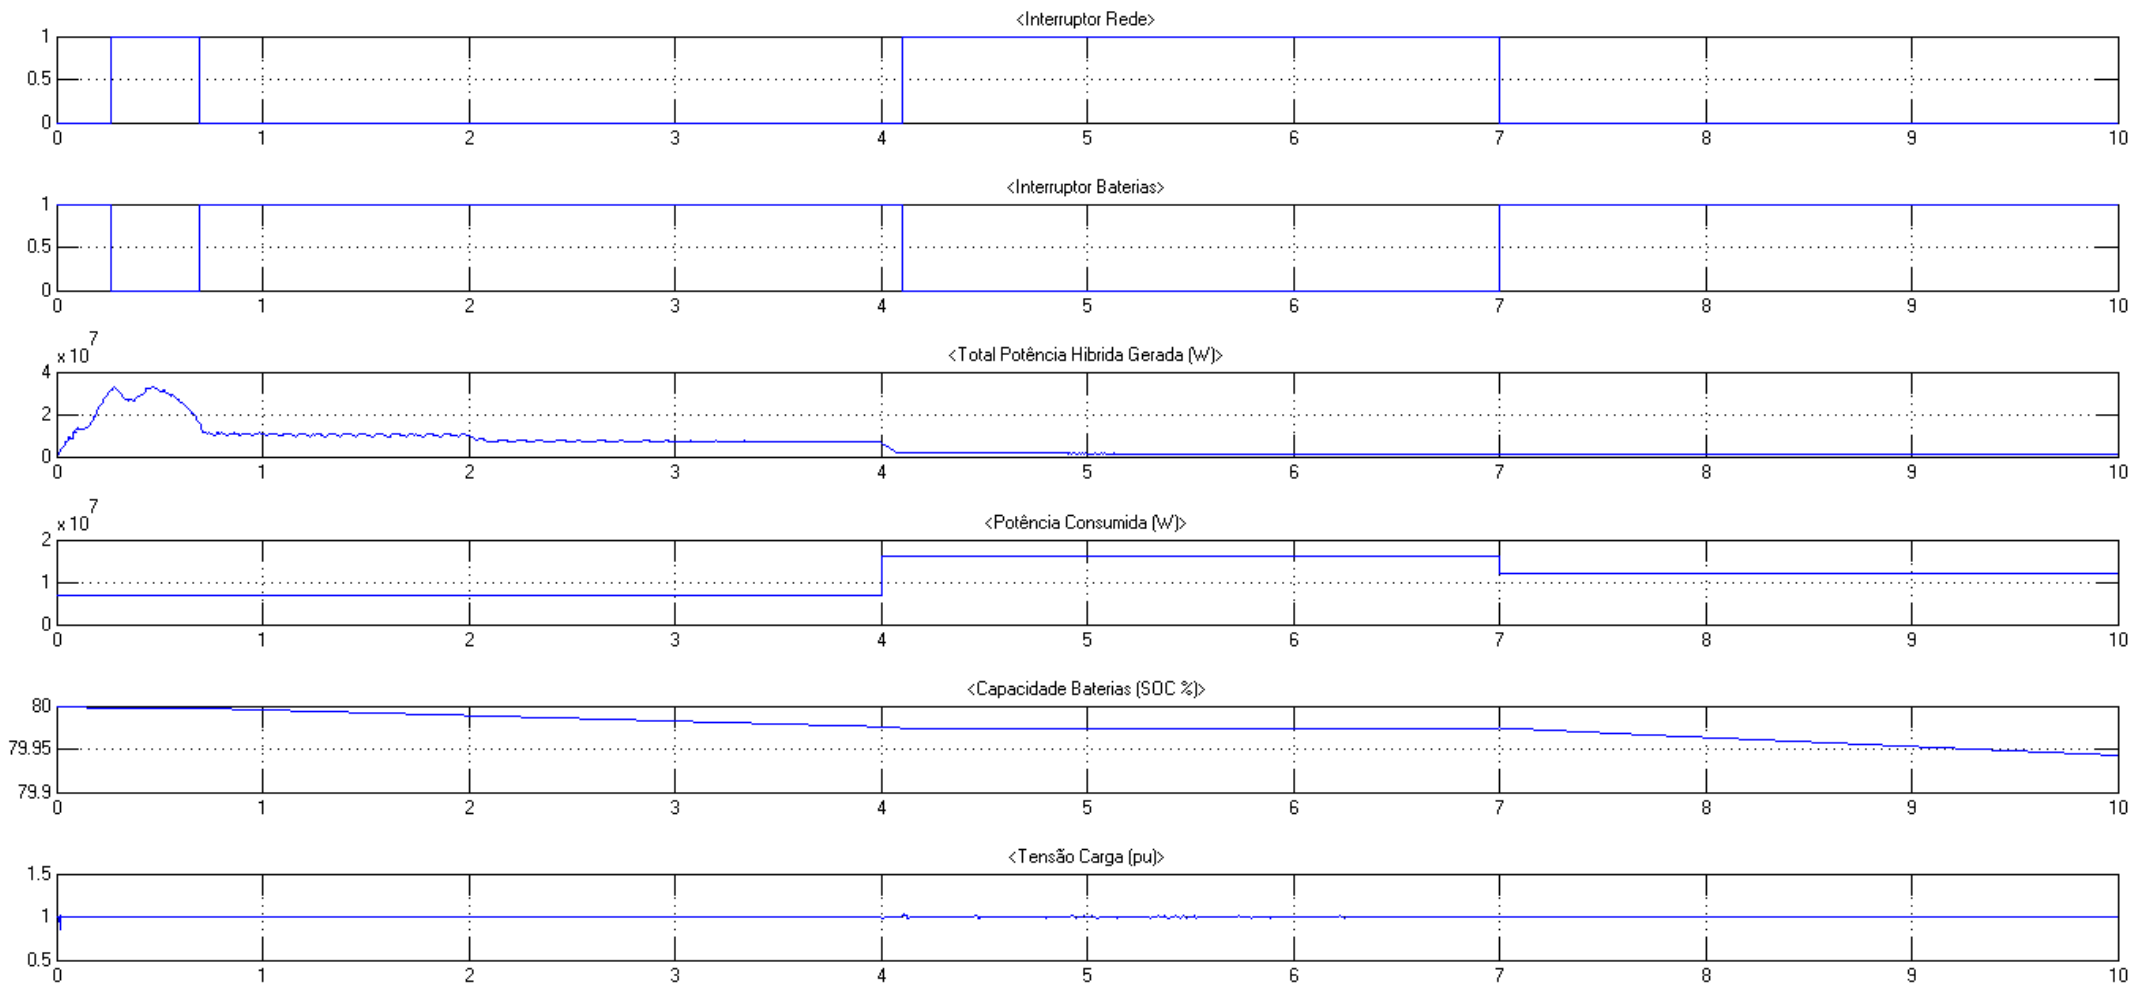 <Interruptor Rede>
1
0.5
0
0 1 2 3 4 5 6 7 8 9 10
<Interruptor Baterias>
1
0.5
0
0 1 2 3 4 5 6 7 8 9 10
x 10 7
<Total Potência Hibrida Gerada (W)>
4
2
0
0 1 2 3 4 5 6 7 8 9 10
x 10 7
<Potência Consumida (W)>
2
1
0
0 1 2 3 4 5 6 7 8 9 10
<Capacidade Baterias (SOC %)>
80
79.95
79.9
0 1 2 3 4 5 6 7 8 9 10
<Tensão Carga (pu)>
1.5
1
0.5
0 1 2 3 4 5 6 7 8 9 10